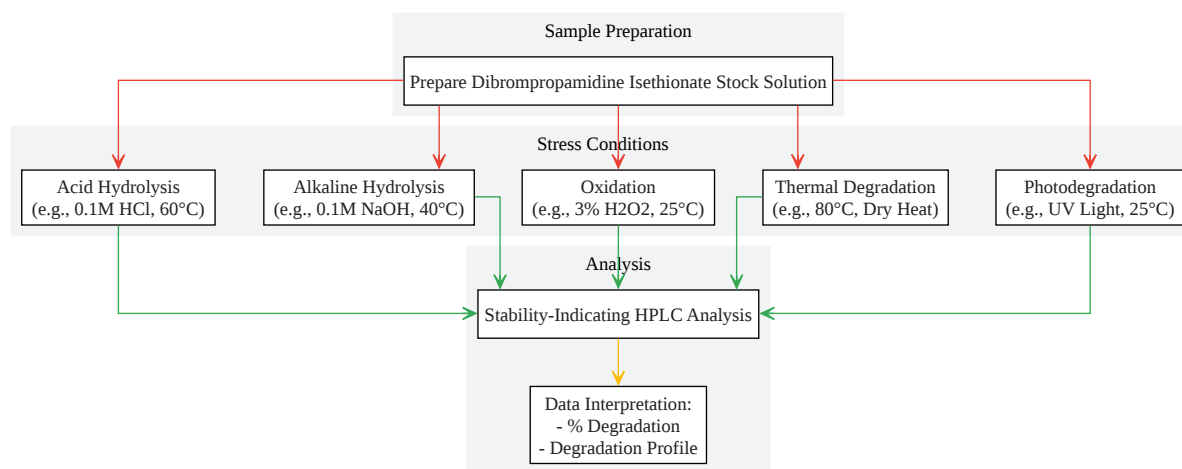 Sample Preparation
Prepare Dibrompropamidine Isethionate Stock Solution
Stress Conditions
Acid Hydrolysis
(e.g., 0.1M HCl, 60°C)
Alkaline Hydrolysis
(e.g., 0.1M NaOH, 40°C)
Oxidation
(e.g., 3% H2O2, 25°C)
Thermal Degradation
(e.g., 80°C, Dry Heat)
Photodegradation
(e.g., UV Light, 25°C)
Analysis
Stability-Indicating HPLC Analysis
Data Interpretation:
- % Degradation
- Degradation Profile